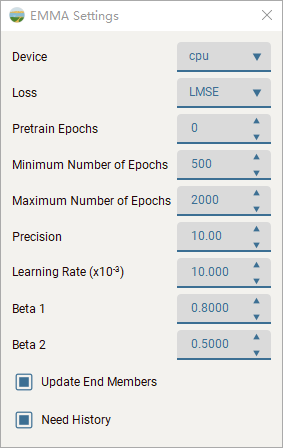 EMMA Settings
Device cpu
Loss LMSE
Pretrain Epochs 0
Minimum Number of Epochs 500
Maximum Number of Epochs 2000
Precision 10.00
Learning Rate (x10⁻³) 10.000
Beta 1 0.8000
Beta 2 0.5000
Update End Members
Need History